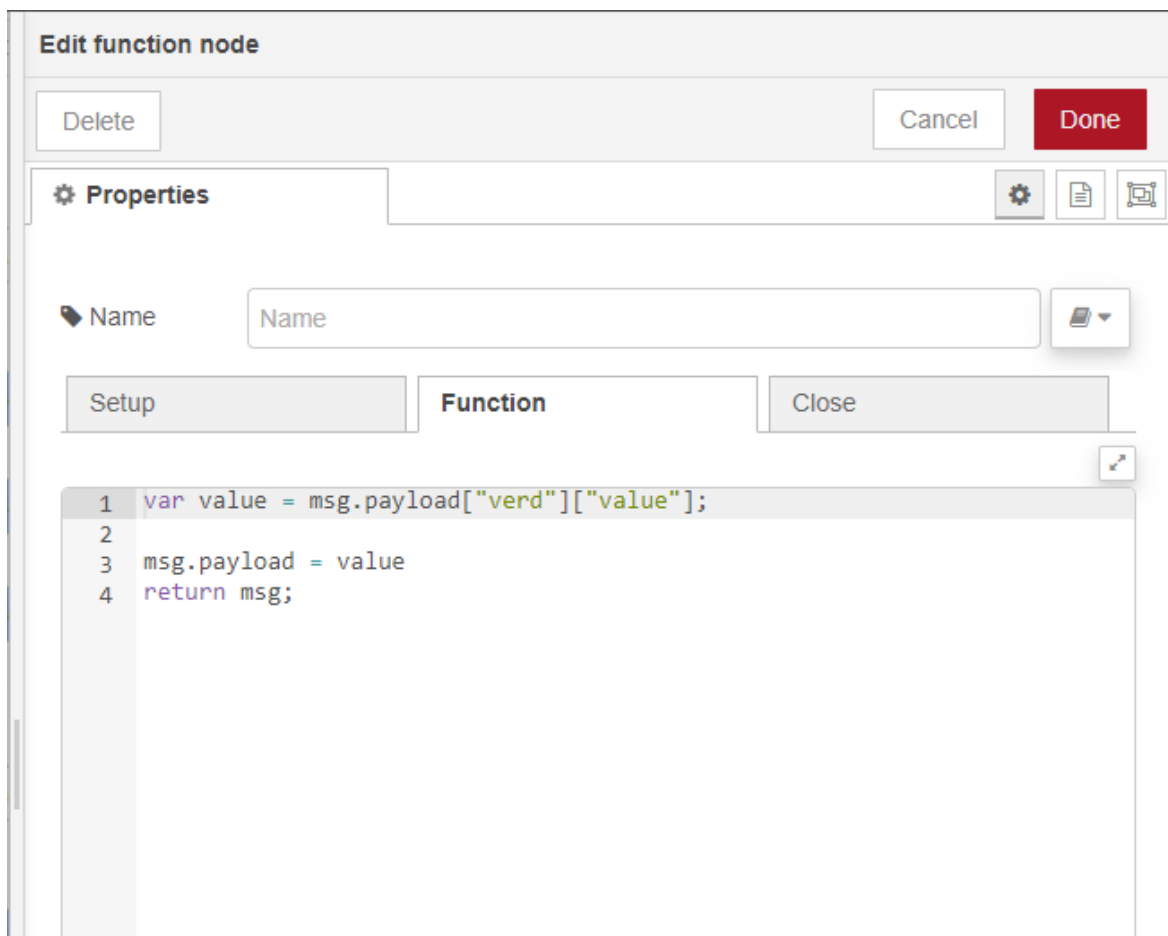 Edit function node
Delete Cancel Done
Properties
Name Name
Setup Function Close
1 var value = msg.payload["verd"]["value"];
2
3 msg.payload = value
4 return msg;